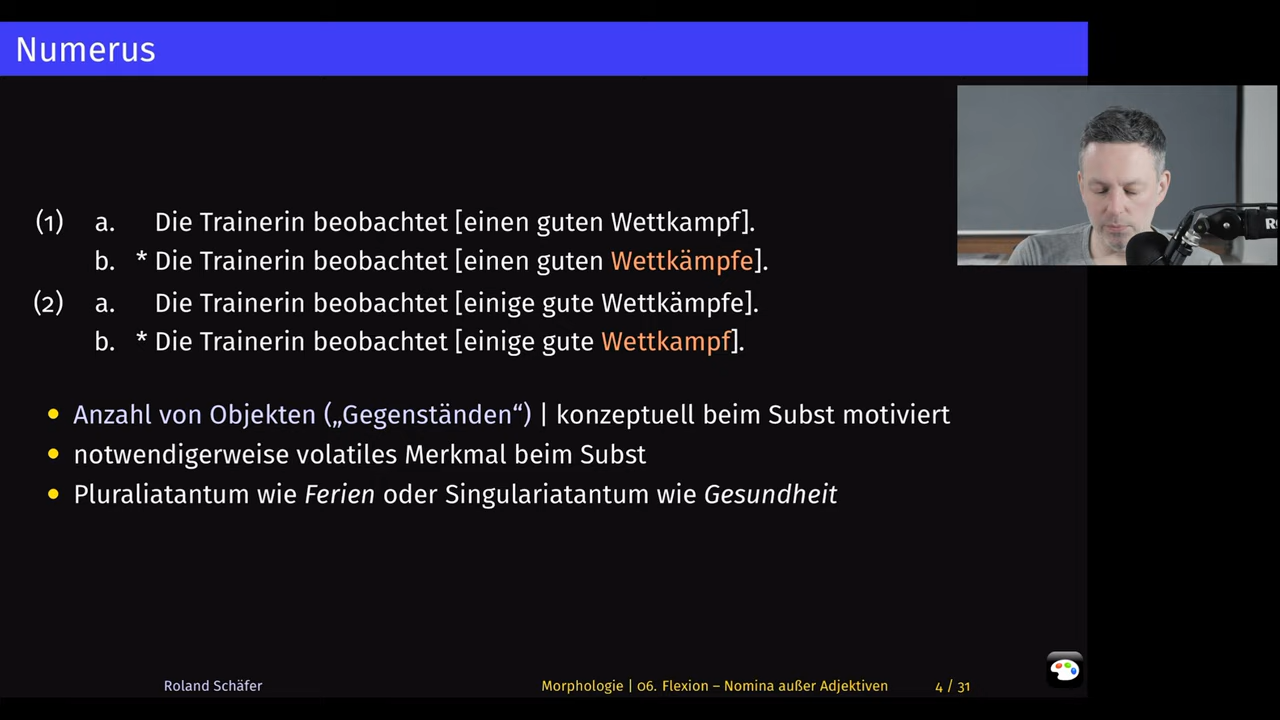 Numerus
(1) a. Die Trainerin beobachtet [einen guten Wettkampf].
b. * Die Trainerin beobachtet [einen guten Wettkämpfe].
(2) a. Die Trainerin beobachtet [einige gute Wettkämpfe].
b. * Die Trainerin beobachtet [einige gute Wettkampf].
• Anzahl von Objekten („Gegenständen“) | konzeptuell beim Subst motiviert
• notwendigerweise volatiles Merkmal beim Subst
• Pluraliatantum wie Ferien oder Singulariatantum wie Gesundheit
Roland Schäfer Morphologie | 06. Flexion – Nomina außer Adjektiven 4 / 31